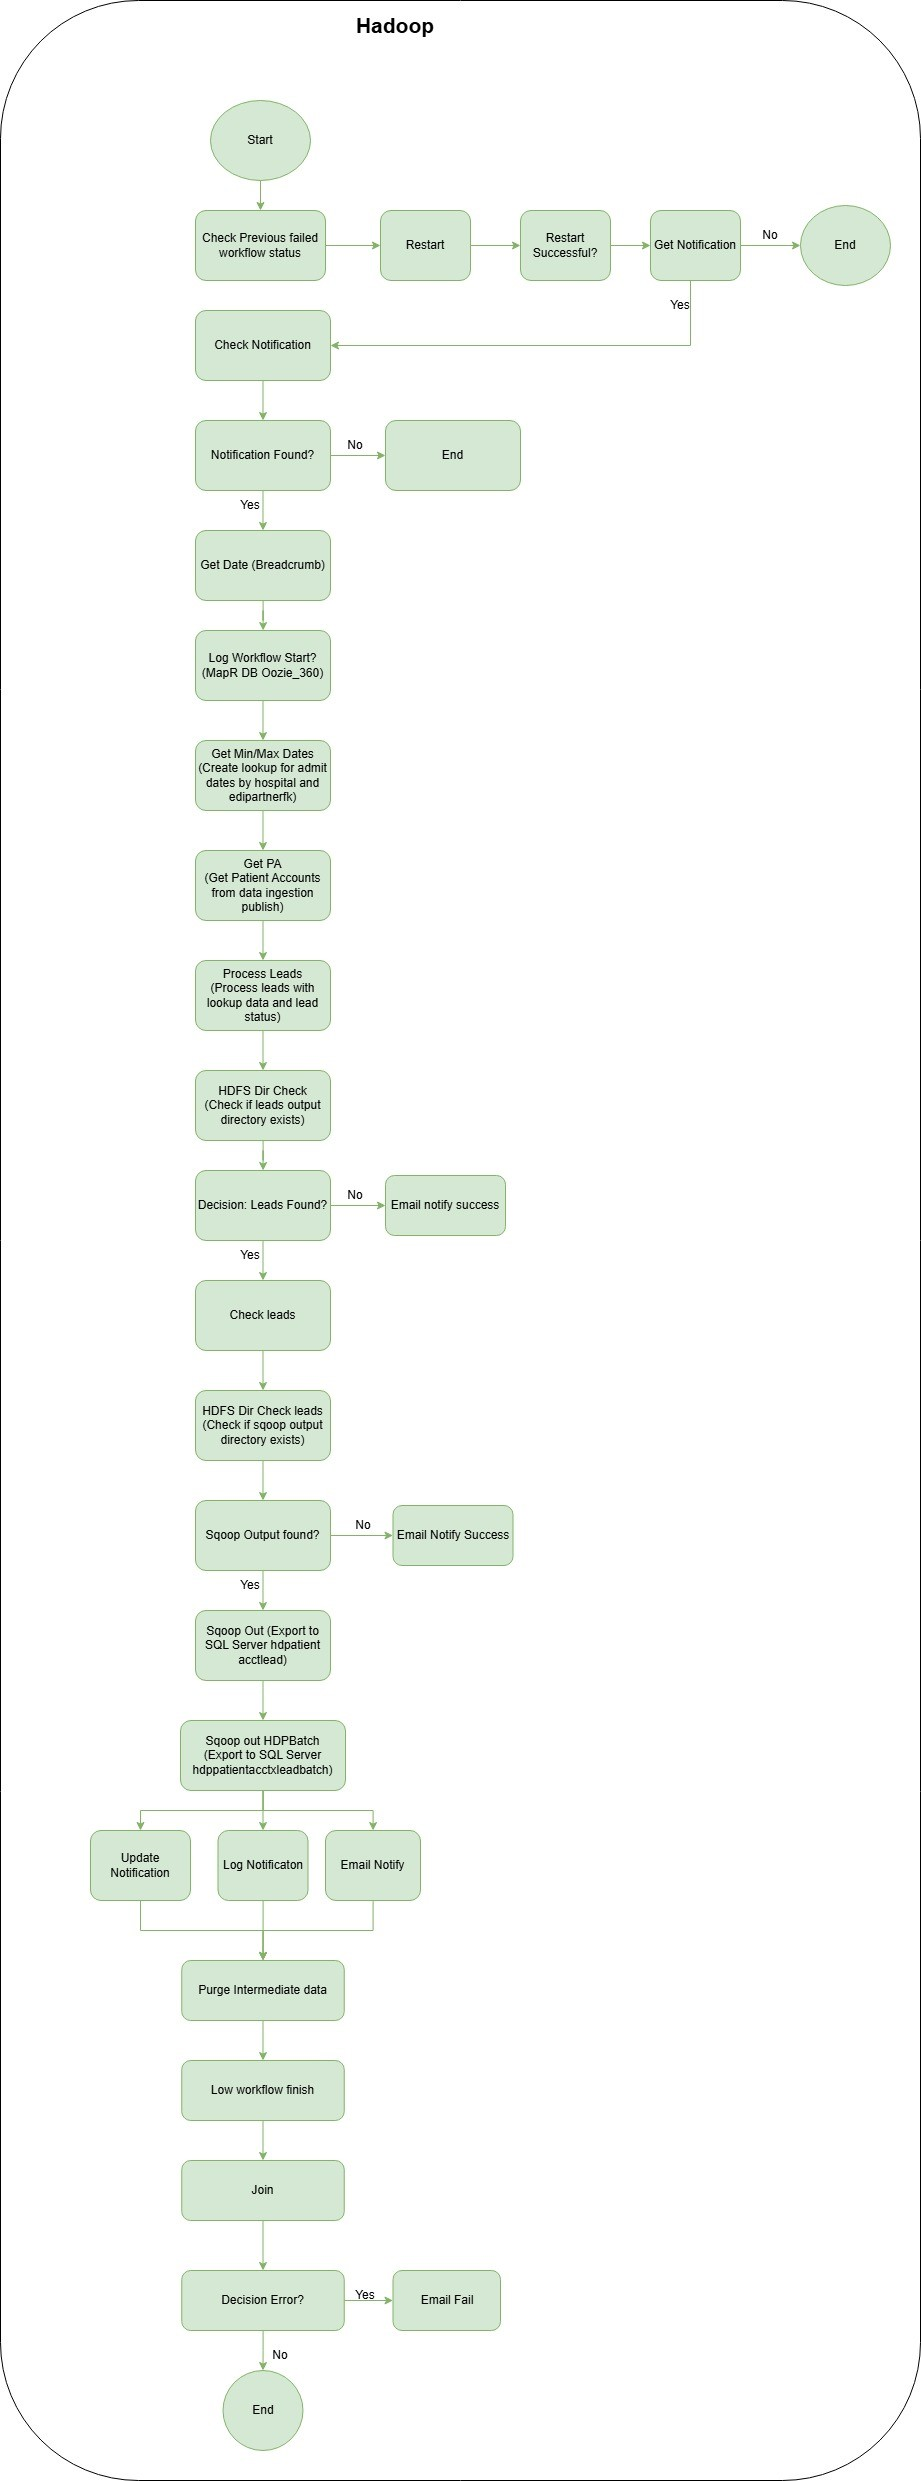 Hadoop
Start
Check Previous failed
workflow status
Restart
Restart
Successful?
Get Notification
No
End
Yes
Check Notification
Notification Found?
No
End
Yes
Get Date (Breadcrumb)
Log Workflow Start?
(MapR DB Oozie_360)
Get Min/Max Dates
(Create lookup for admit
dates by hospital and
edipartnerfk)
Get PA
(Get Patient Accounts
from data ingestion
publish)
Process Leads
(Process leads with
lookup data and lead
status)
HDFS Dir Check
(Check if leads output
directory exists)
Decision: Leads Found?
No
Email notify success
Yes
Check leads
HDFS Dir Check leads
(Check if sqoop output
directory exists)
Sqoop Output found?
No
Email Notify Success
Yes
Sqoop Out (Export to
SQL Server hdpatient
acctlead)
Sqoop out HDPBatch
(Export to SQL Server
hdppatientacctxleadbatch)
Update
Notification
Log Notificaton
Email Notify
Purge Intermediate data
Low workflow finish
Join
Decision Error?
Yes
Email Fail
No
End